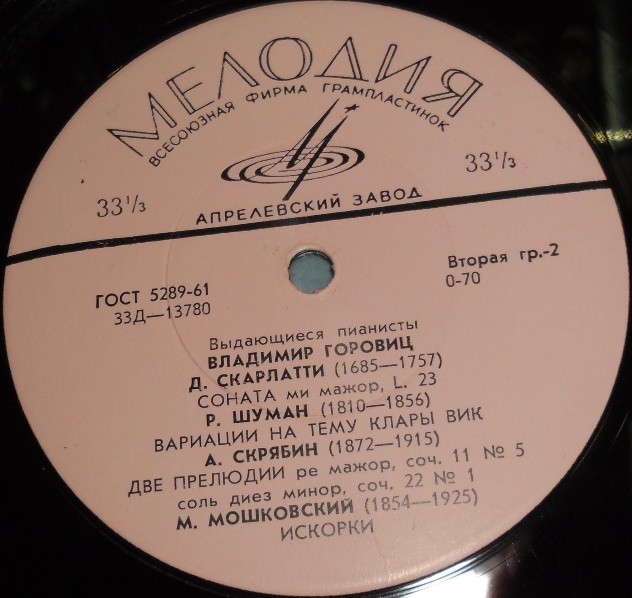 МЕЛОДИЯ
ВСЕСОЮЗНАЯ ФИРМА ГРАМПЛАСТИНОК
33⅓
33⅓
АПРЕЛЕВСКИЙ ЗАВОД
ГОСТ 5289-61
33Д—13780
Вторая гр.-2
0-70
Выдающиеся пианисты
ВЛАДИМИР ГОРОВИЦ
Д. СКАРЛАТТИ (1685—1757)
СОНАТА ми мажор, L. 23
Р. ШУМАН (1810—1856)
ВАРИАЦИИ НА ТЕМУ КЛАРЫ ВИК
А. СКРЯБИН (1872—1915)
ДВЕ ПРЕЛЮДИИ ре мажор, соч. 11 № 5
соль диез минор, соч. 22 № 1
М. МОШКОВСКИЙ (1854—1925)
ИСКОРКИ